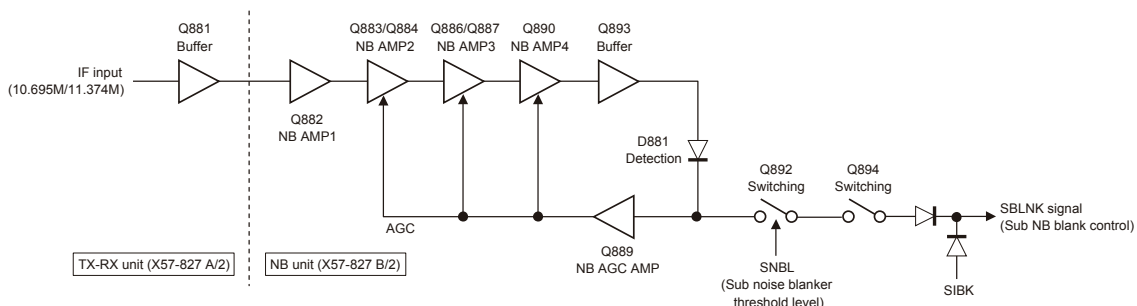 Q881
Buffer
Q883/Q884
NB AMP2
Q886/Q887
NB AMP3
Q890
NB AMP4
Q893
Buffer
IF input
(10.695M/11.374M)
Q882
NB AMP1
D881
Detection
Q892
Switching
Q894
Switching
AGC
Q889
NB AGC AMP
SNBL
(Sub noise blanker
threshold level)
SBLNK signal
(Sub NB blank control)
SIBK
TX-RX unit (X57-827 A/2)
NB unit (X57-827 B/2)